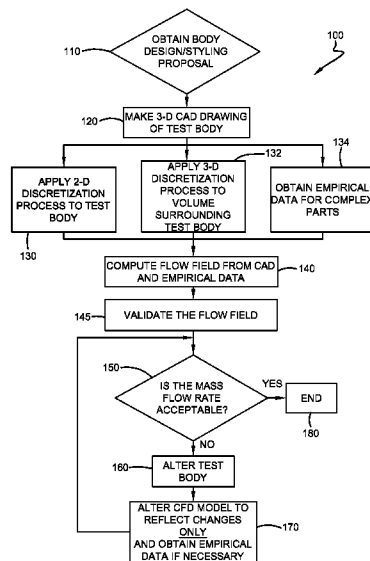 100
OBTAIN BODY
DESIGN/STYLING
PROPOSAL
110
MAKE 3-D CAD DRAWING
OF TEST BODY
120
132
134
APPLY 2-D
DISCRETIZATION
PROCESS TO TEST
BODY
130
APPLY 3-D
DISCRETIZATION
PROCESS TO
VOLUME
SURROUNDING
TEST BODY
OBTAIN EMPIRICAL
DATA FOR COMPLEX
PARTS
COMPUTE FLOW FIELD FROM CAD
AND EMPIRICAL DATA
140
145
VALIDATE THE FLOW FIELD
150
IS THE MASS
FLOW RATE
ACCEPTABLE?
YES
END
180
NO
160
ALTER TEST
BODY
ALTER CFD MODEL TO
REFLECT CHANGES
ONLY
AND OBTAIN EMPIRICAL
DATA IF NECESSARY
170